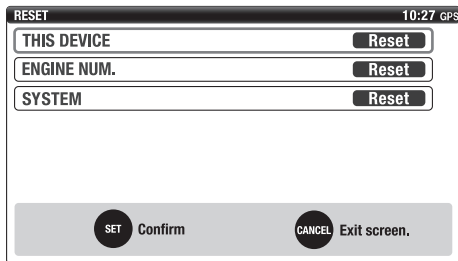 RESET 10:27 GPS
THIS DEVICE Reset
ENGINE NUM. Reset
SYSTEM Reset
SET Confirm CANCEL Exit screen.